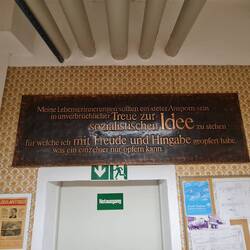 Meine Lebenserinnerungen sollten ein steter Ansporn sein
in unverbrüchlicher Treue zur
sozialistischen Idee zu stehen
für welche ich mit Freude und Hingabe geopfert habe,
was ein einzelner nur opfern kann.
Notausgang